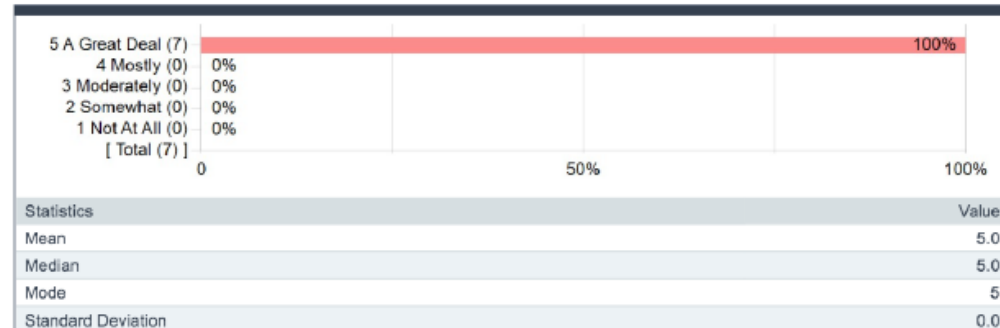 5 A Great Deal (7) 100%
4 Mostly (0) 0%
3 Moderately (0) 0%
2 Somewhat (0) 0%
1 Not At All (0) 0%
[ Total (7) ]
0 50% 100%
Statistics Value
Mean 5.0
Median 5.0
Mode 5
Standard Deviation 0.0